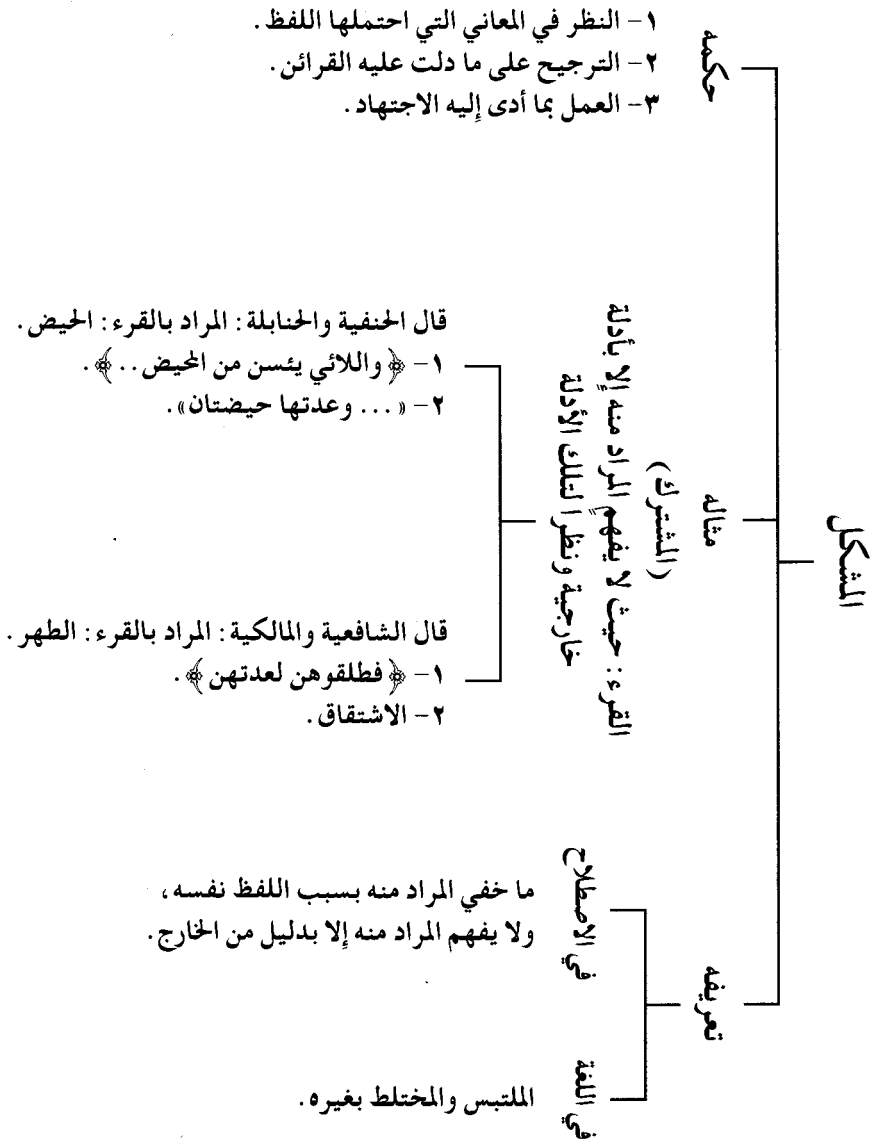 المشكل
حكمه
١- النظر في المعاني التي احتملها اللفظ.
٢- الترجيح على ما دلت عليه القرائن.
٣- العمل بما أدى إليه الاجتهاد.
مثاله
(المشترك)
القرء: حيث لا يفهم المراد منه إلا بأدلة
خارجية ونظرا لتلك الأدلة
قال الحنفية والحنابلة: المراد بالقرء: الحيض.
١- ﴿واللائي يئسن من المحيض..﴾.
٢- «... وعدتها حيضتان».
قال الشافعية والمالكية: المراد بالقرء: الطهر.
١- ﴿فطلقوهن لعدتهن﴾.
٢- الاشتقاق.
تعريفه
في الاصطلاح
ما خفي المراد منه بسبب اللفظ نفسه،
ولا يفهم المراد منه إلا بدليل من الخارج.
في اللغة
الملتبس والمختلط بغيره.